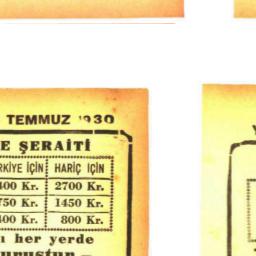 TEMMUZ 1930
E ŞERAİTİ
RKİYE İÇİN HARİÇ İÇİN
400 Kr. 2700 Kr.
750 Kr. 1450 Kr.
400 Kr. 800 Kr.
her yerde